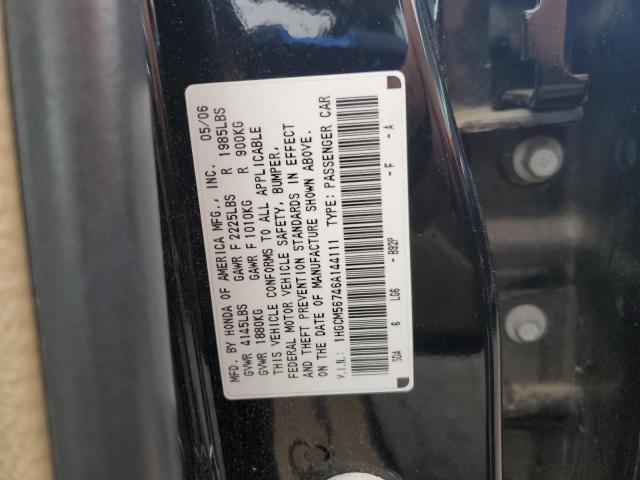 MFD. BY HONDA OF AMERICA MFG., INC. 05/06
GVWR 4145LBS GAWR F 2225LBS R 1985LBS
GVWR 1880KG GAWR F 1010KG R 900KG
THIS VEHICLE CONFORMS TO ALL APPLICABLE
FEDERAL MOTOR VEHICLE SAFETY, BUMPER,
AND THEFT PREVENTION STANDARDS IN EFFECT
ON THE DATE OF MANUFACTURE SHOWN ABOVE.
V.I.N.: 1HGCM56746A144111 TYPE: PASSENGER CAR
SDA 6 LG6 - B92P - F - A